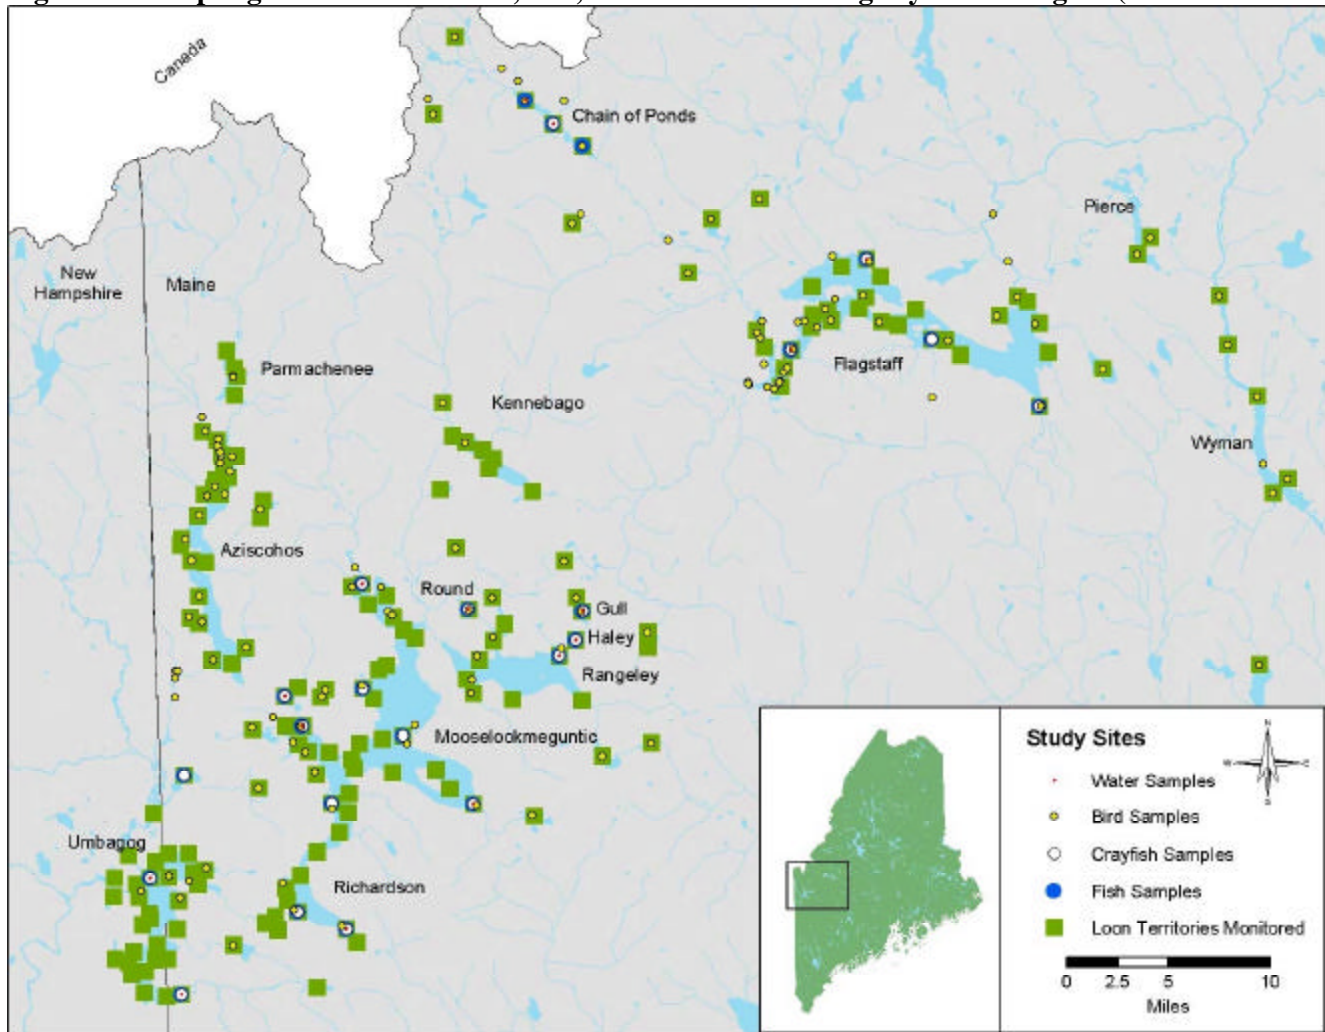 Canada
Chain of Ponds
Pierce
New
Hampshire
Maine
Parmachenee
Flagstaff
Kennebago
Wyman
Aziscohos
Round
Gull
Haley
Rangeley
Mooselookmeguntic
Umbagog
Richardson
Study Sites
N
W
E
S
Water Samples
Bird Samples
Crayfish Samples
Fish Samples
Loon Territories Monitored
0 2.5 5 10
Miles